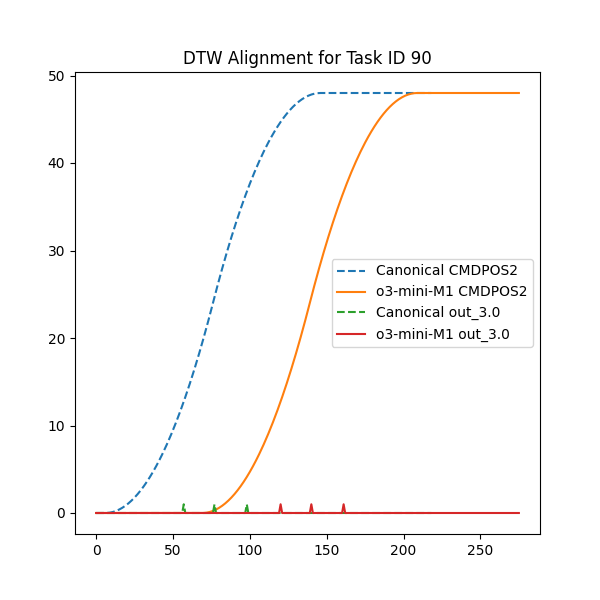 DTW Alignment for Task ID 90
50
40
30
20
10
0
Canonical CMDPOS2
o3-mini-M1 CMDPOS2
Canonical out_3.0
o3-mini-M1 out_3.0
0 50 100 150 200 250